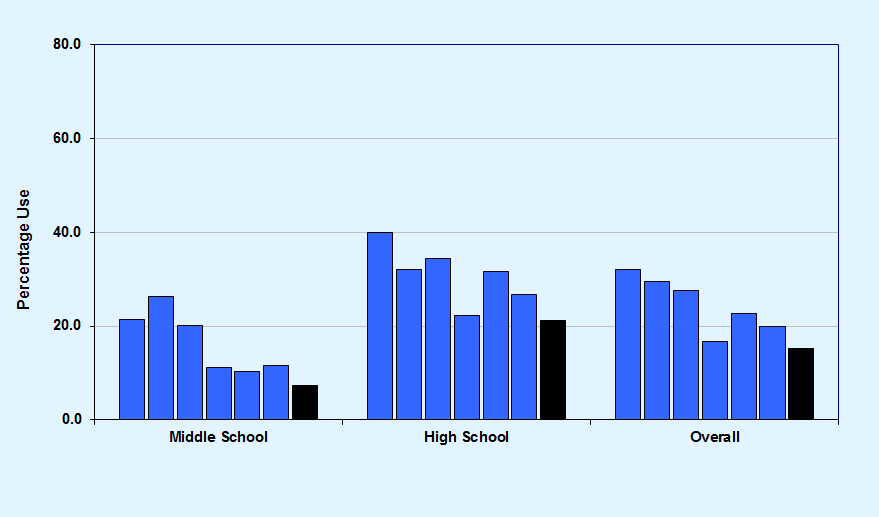 80.0
60.0
40.0
20.0
0.0
Percentage Use
Middle School
High School
Overall